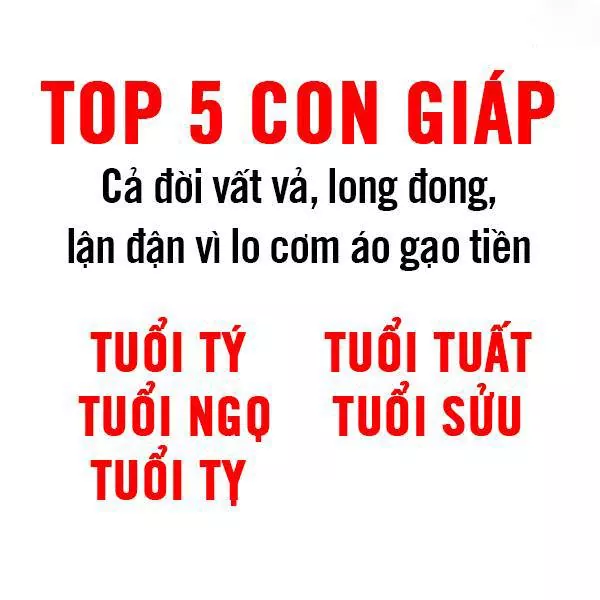 TOP 5 CON GIÁP
Cả đời vất vả, long đong,
lận đận vì lo cơm áo gạo tiền
TUỔI TÝ
TUỔI NGỌ
TUỔI TỴ
TUỔI TUẤT
TUỔI SỬU